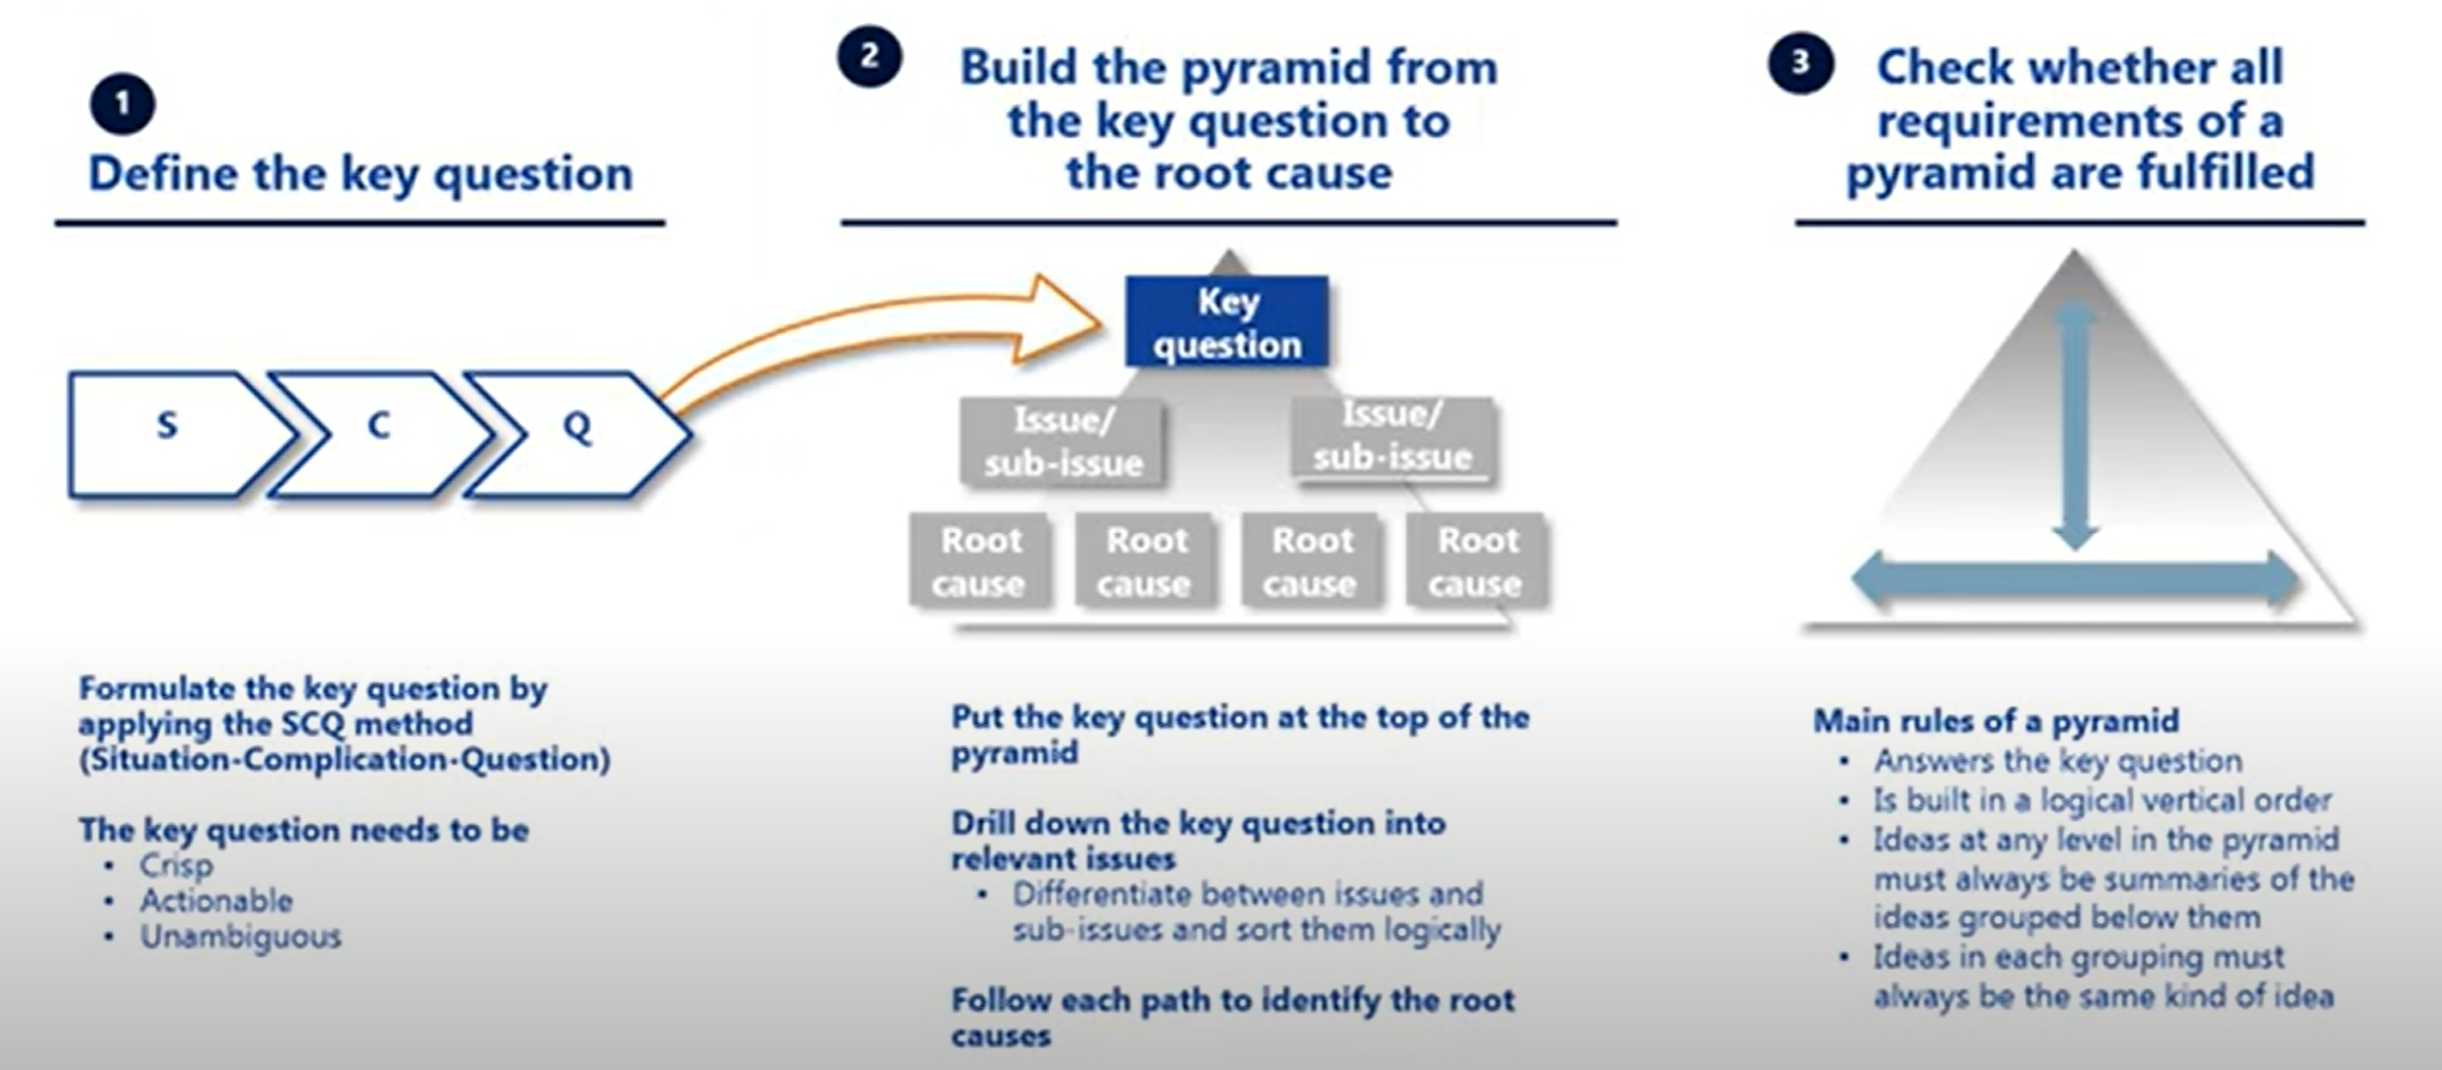 1
Define the key question
S
C
Q
Formulate the key question by
applying the SCQ method
(Situation-Complication-Question)
The key question needs to be
• Crisp
• Actionable
• Unambiguous
2
Build the pyramid from
the key question to
the root cause
Key
question
Issue/
sub-issue
Issue/
sub-issue
Root
cause
Root
cause
Root
cause
Root
cause
Put the key question at the top of the
pyramid
Drill down the key question into
relevant issues
• Differentiate between issues and
sub-issues and sort them logically
Follow each path to identify the root
causes
3
Check whether all
requirements of a
pyramid are fulfilled
Main rules of a pyramid
• Answers the key question
• Is built in a logical vertical order
• Ideas at any level in the pyramid
must always be summaries of the
ideas grouped below them
• Ideas in each grouping must
always be the same kind of idea